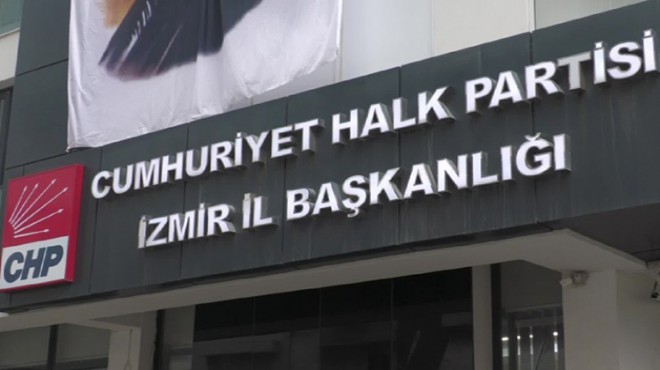 CUMHURİYET HALK PARTİSİ
İZMİR İL BAŞKANLIĞI
CHP